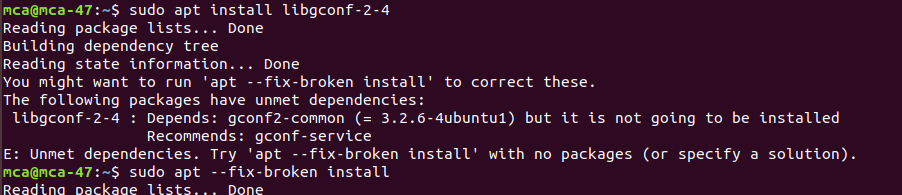 mca@mca-47:~$ sudo apt install libgconf-2-4
Reading package lists... Done
Building dependency tree
Reading state information... Done
You might want to run 'apt --fix-broken install' to correct these.
The following packages have unmet dependencies:
 libgconf-2-4 : Depends: gconf2-common (= 3.2.6-4ubuntu1) but it is not going to be installed
                Recommends: gconf-service
E: Unmet dependencies. Try 'apt --fix-broken install' with no packages (or specify a solution).
mca@mca-47:~$ sudo apt --fix-broken install
Reading package lists... Done